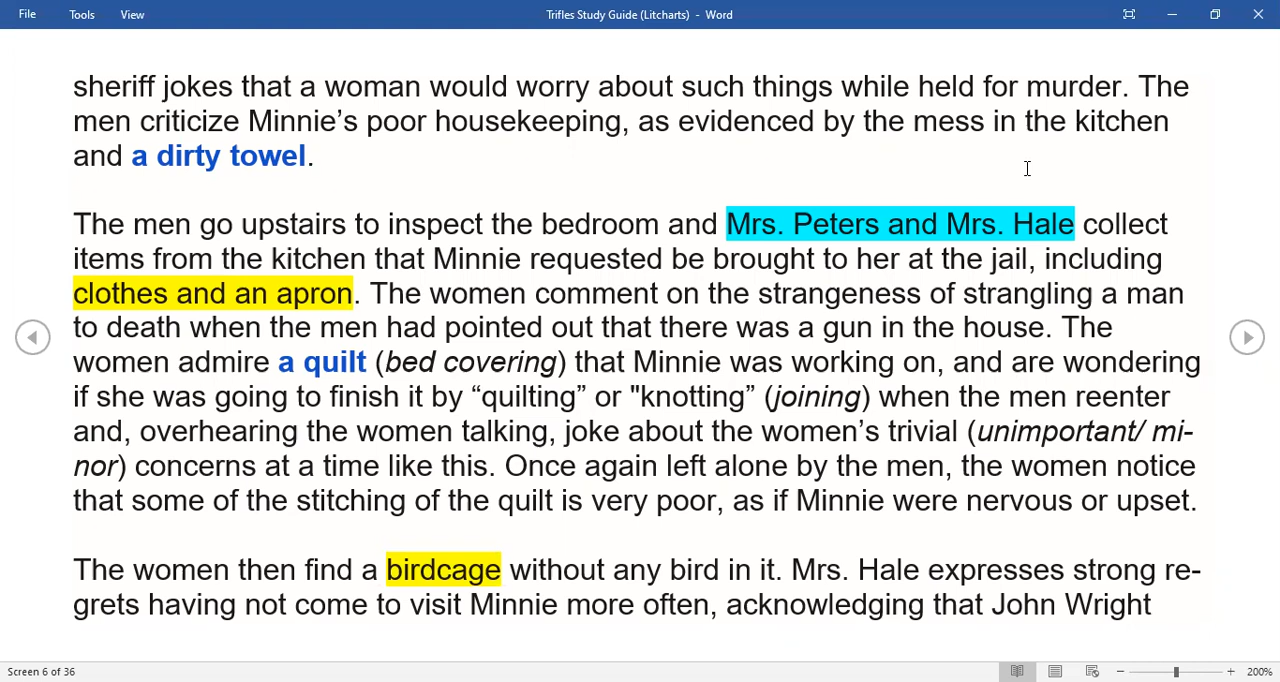 File Tools View Trifles Study Guide (Litcharts) - Word
sheriff jokes that a woman would worry about such things while held for murder. The
men criticize Minnie’s poor housekeeping, as evidenced by the mess in the kitchen
and a dirty towel.
The men go upstairs to inspect the bedroom and Mrs. Peters and Mrs. Hale collect
items from the kitchen that Minnie requested be brought to her at the jail, including
clothes and an apron. The women comment on the strangeness of strangling a man
to death when the men had pointed out that there was a gun in the house. The
women admire a quilt (bed covering) that Minnie was working on, and are wondering
if she was going to finish it by “quilting” or "knotting” (joining) when the men reenter
and, overhearing the women talking, joke about the women’s trivial (unimportant/ mi-
nor) concerns at a time like this. Once again left alone by the men, the women notice
that some of the stitching of the quilt is very poor, as if Minnie were nervous or upset.
The women then find a birdcage without any bird in it. Mrs. Hale expresses strong re-
grets having not come to visit Minnie more often, acknowledging that John Wright
Screen 6 of 36 200%